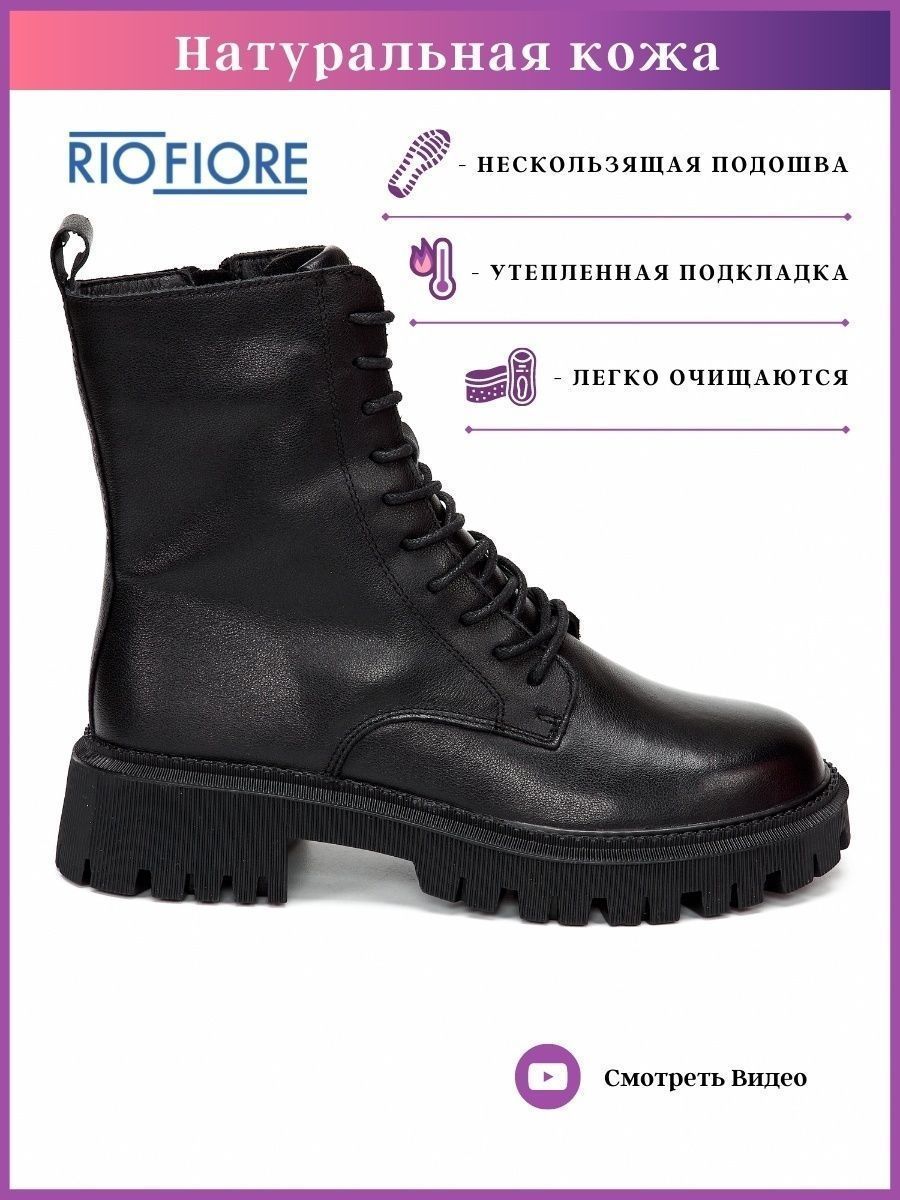 Натуральная кожа
RIOFIORE
- НЕСКОЛЬЗЯЩАЯ ПОДОШВА
- УТЕПЛЕННАЯ ПОДКЛАДКА
- ЛЕГКО ОЧИЩАЮТСЯ
Смотреть Видео